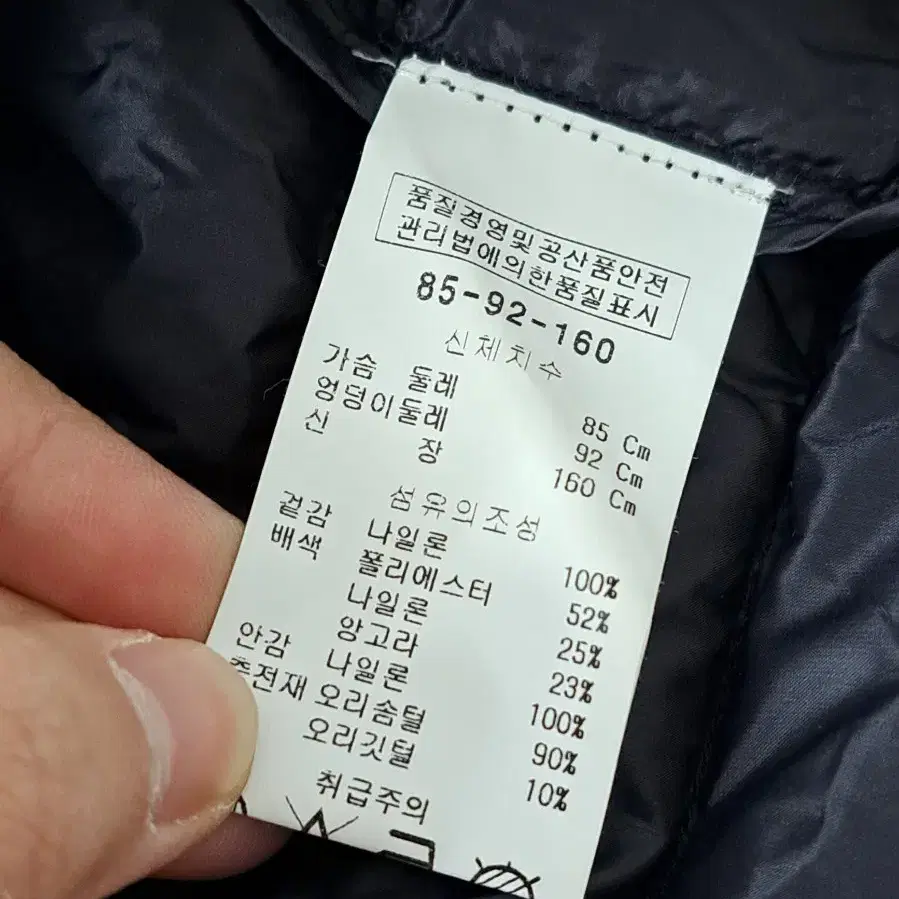 품질경영및공산품안전
관리법에의한품질표시
85-92-160
신체치수
가슴 둘레 85 Cm
엉덩이둘레 92 Cm
신 장 160 Cm
섬유의조성
겉감 나일론 100%
배색 폴리에스터 52%
나일론 25%
앙고라 23%
안감 나일론 100%
충전재 오리솜털 90%
오리깃털 10%
취급주의